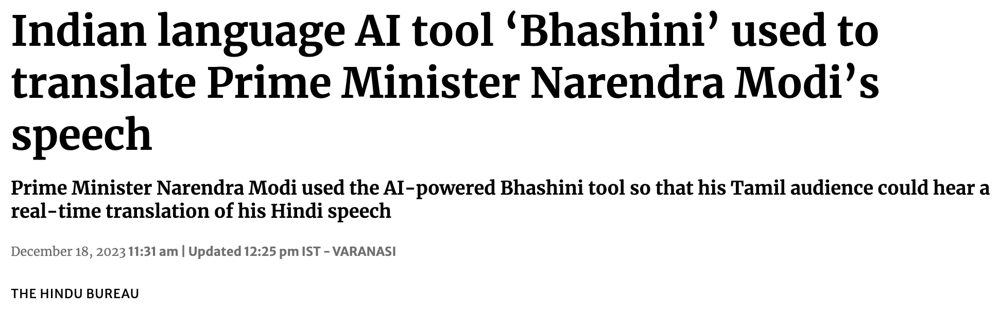 Indian language AI tool ‘Bhashini’ used to
translate Prime Minister Narendra Modi’s
speech
Prime Minister Narendra Modi used the AI-powered Bhashini tool so that his Tamil audience could hear a
real-time translation of his Hindi speech
December 18, 2023 11:31 am | Updated 12:25 pm IST - VARANASI
THE HINDU BUREAU